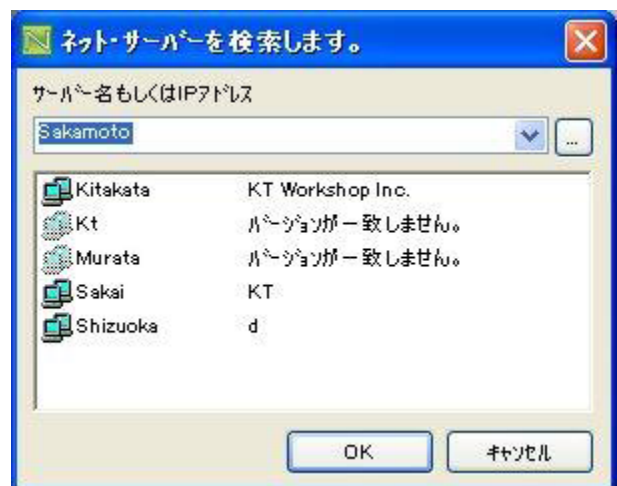 ネット・サーバーを検索します。
サーバー名もしくはIPアドレス
Sakamoto
...
Kitakata KT Workshop Inc.
Kt バージョンが一致しません。
Murata バージョンが一致しません。
Sakai KT
Shizuoka d
OK キャンセル